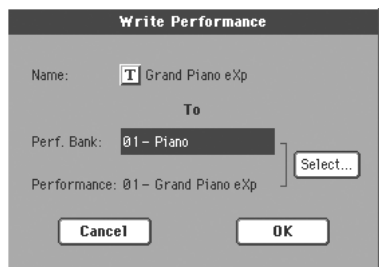 Write Performance
Name: T Grand Piano eXp
To
Perf. Bank: 01- Piano
Select...
Performance: 01- Grand Piano eXp
Cancel OK